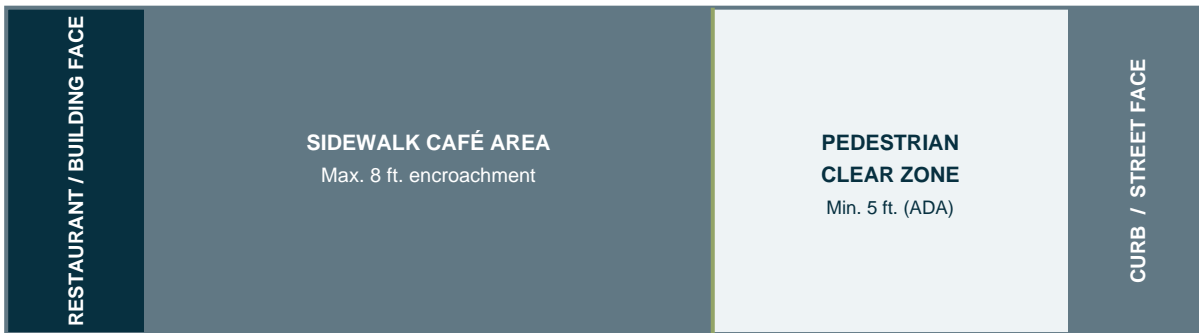 RESTAURANT / BUILDING FACE
SIDEWALK CAFÉ AREA
Max. 8 ft. encroachment
PEDESTRIAN
CLEAR ZONE
Min. 5 ft. (ADA)
CURB / STREET FACE